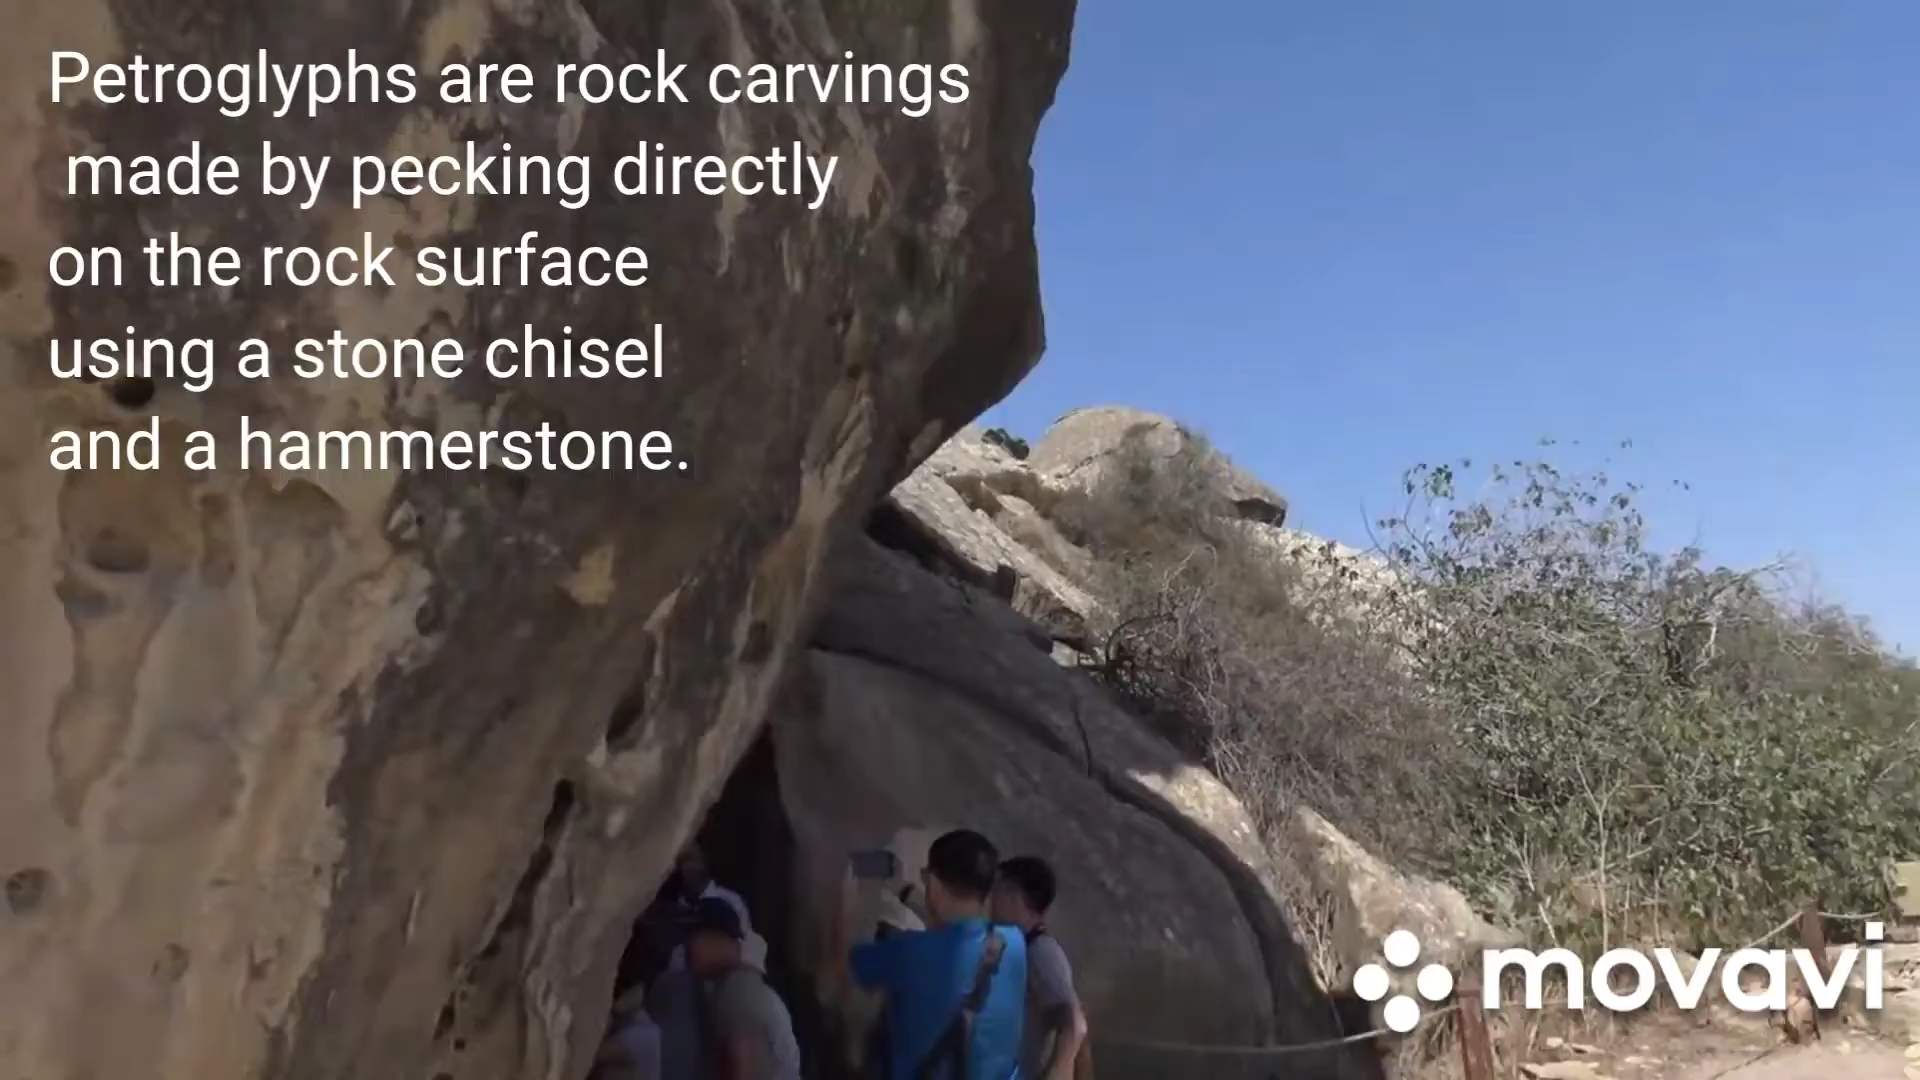 Petroglyphs are rock carvings
made by pecking directly
on the rock surface
using a stone chisel
and a hammerstone.
movavi